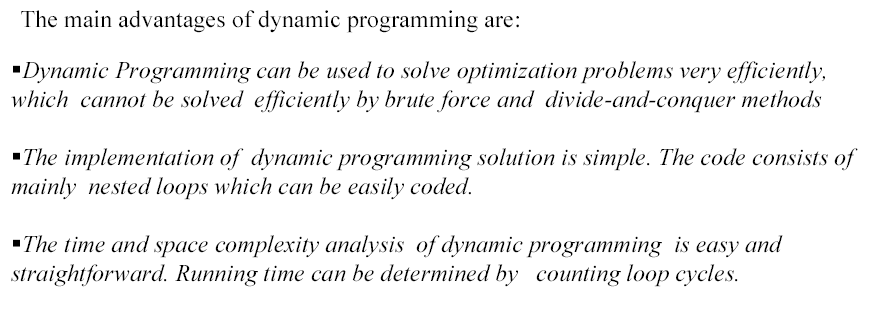 The main advantages of dynamic programming are:
▪Dynamic Programming can be used to solve optimization problems very efficiently,
which cannot be solved efficiently by brute force and divide-and-conquer methods
▪The implementation of dynamic programming solution is simple. The code consists of
mainly nested loops which can be easily coded.
▪The time and space complexity analysis of dynamic programming is easy and
straightforward. Running time can be determined by counting loop cycles.